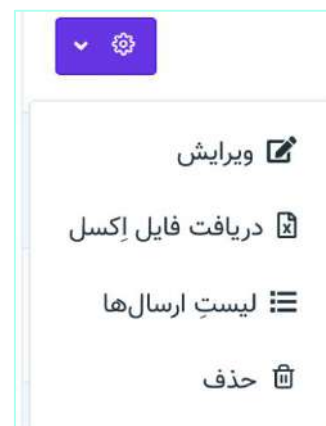 ویرایش
دریافت فایل اِکسل
لیستِ ارسال‌ها
حذف